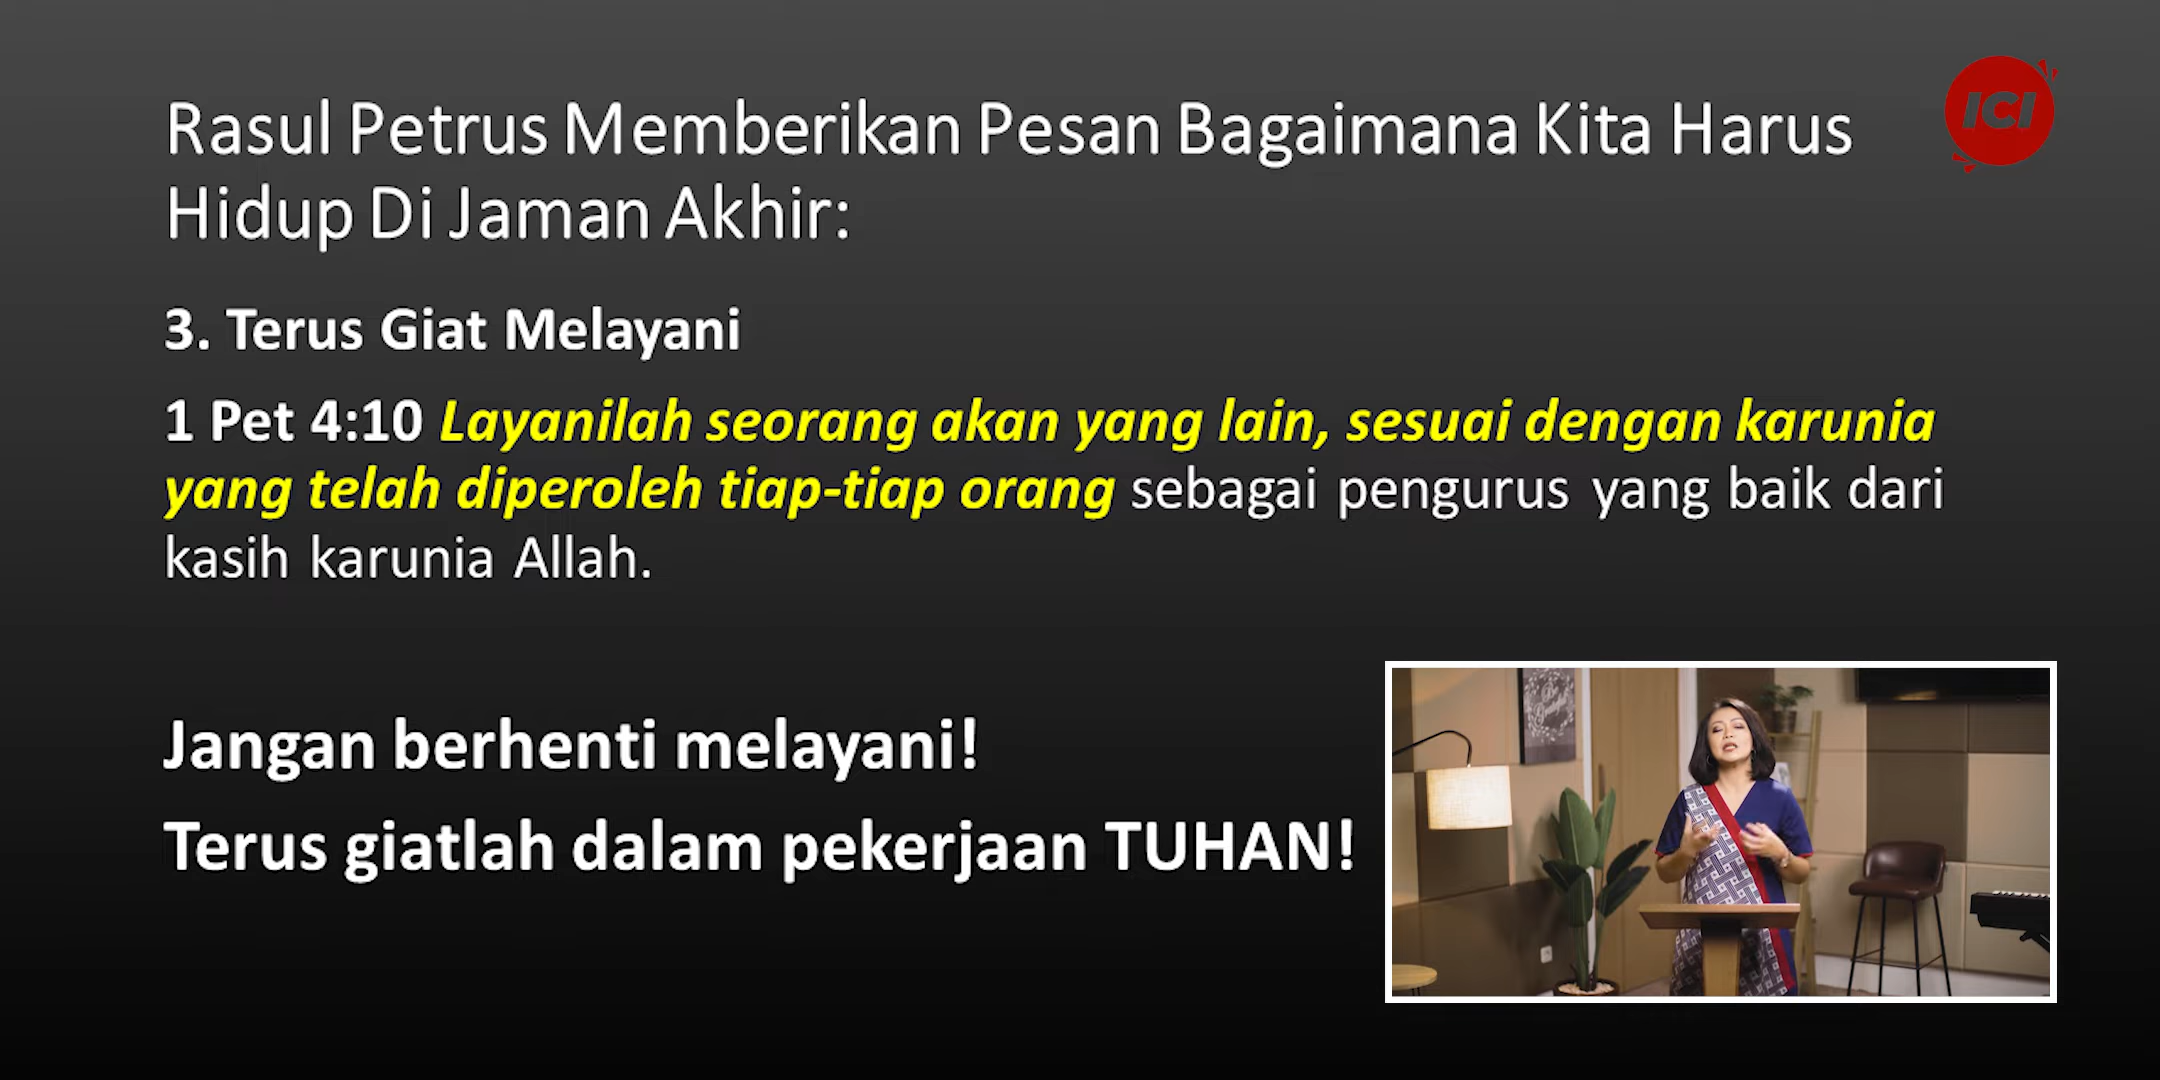 Rasul Petrus Memberikan Pesan Bagaimana Kita Harus
Hidup Di Jaman Akhir:
ICI
3. Terus Giat Melayani
1 Pet 4:10 Layanilah seorang akan yang lain, sesuai dengan karunia
yang telah diperoleh tiap-tiap orang sebagai pengurus yang baik dari
kasih karunia Allah.
Jangan berhenti melayani!
Terus giatlah dalam pekerjaan TUHAN!